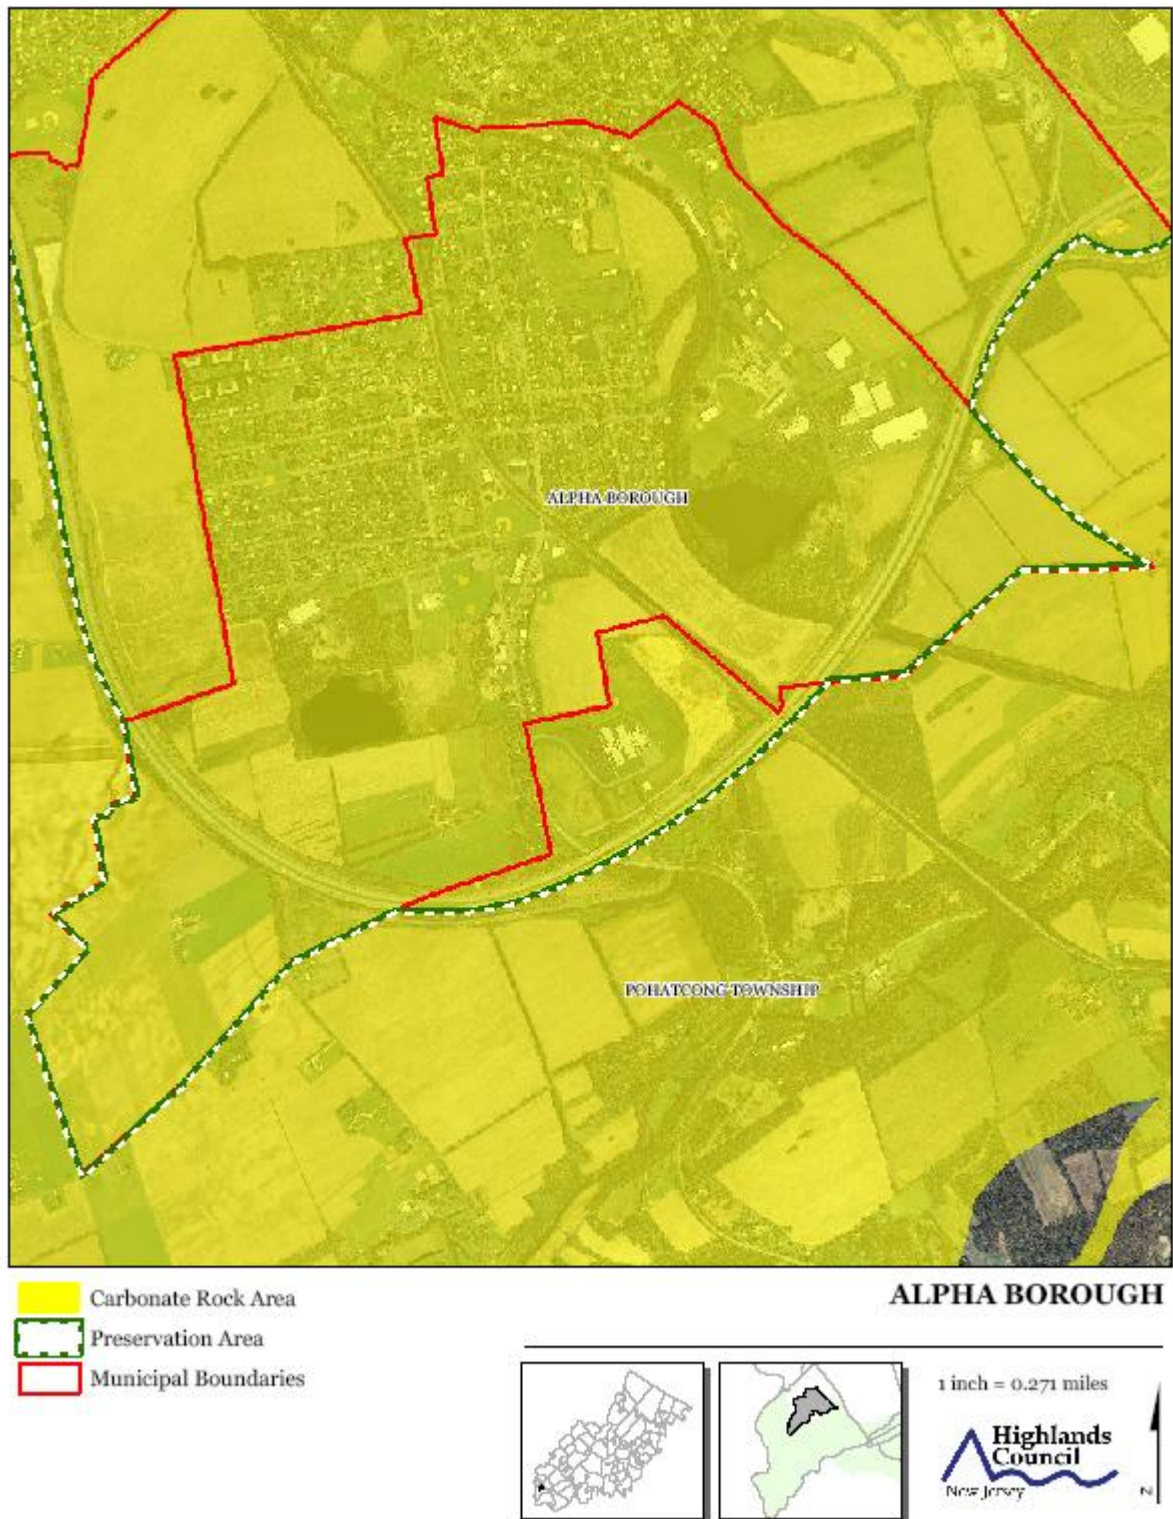 ALPHA BOROUGH
POHATCONG TOWNSHIP
Carbonate Rock Area
Preservation Area
Municipal Boundaries
ALPHA BOROUGH
1 inch = 0.271 miles
Highlands
Council
New Jersey
N